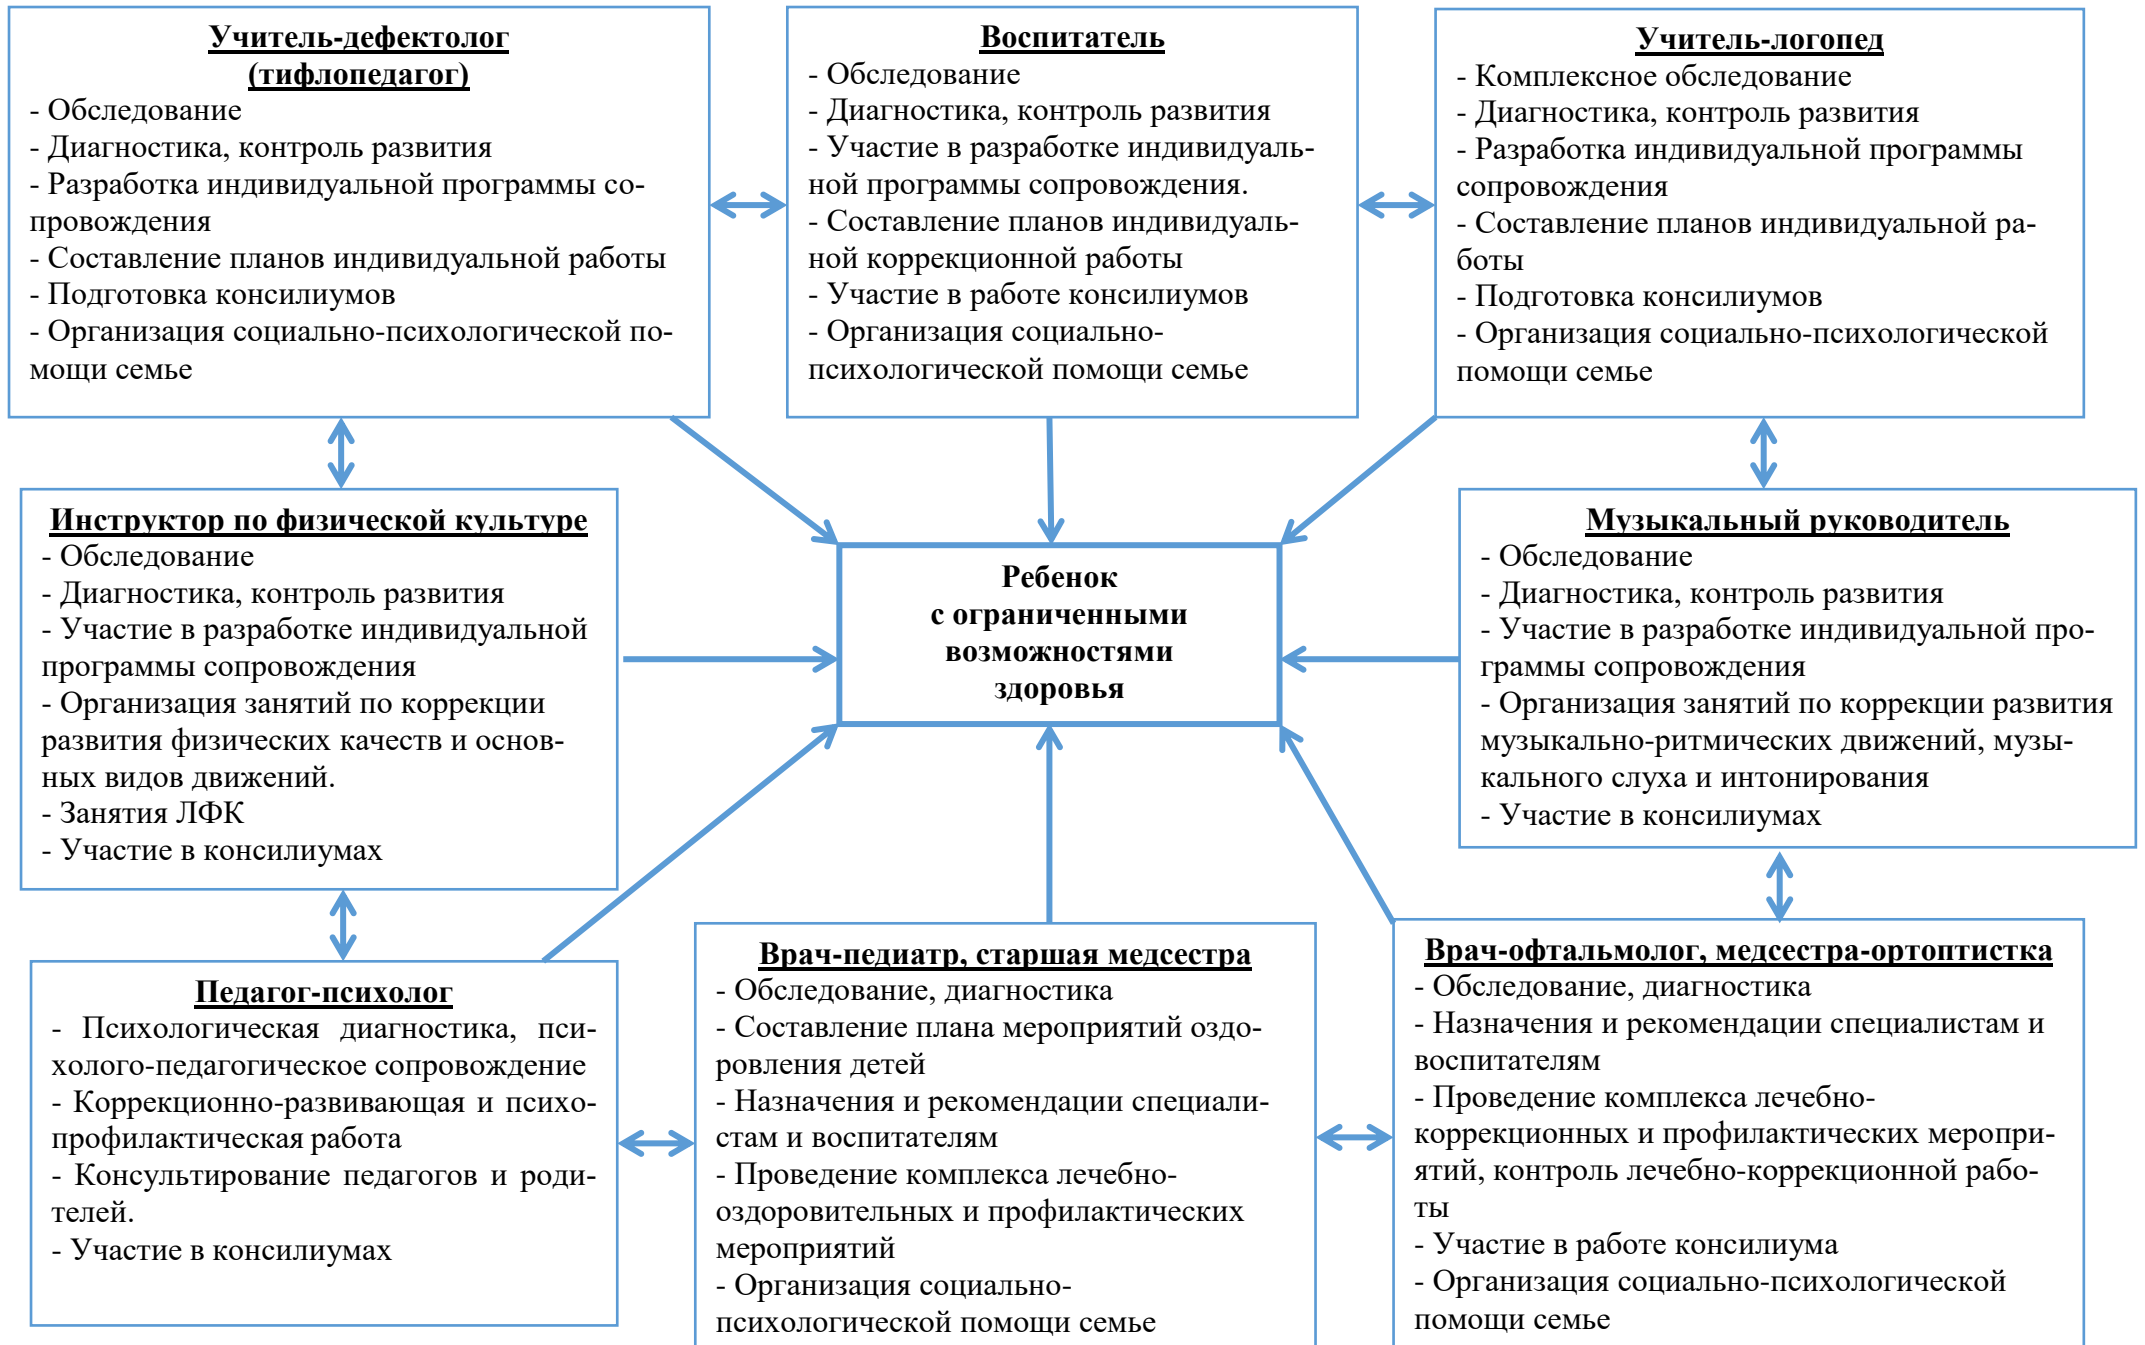 Учитель-дефектолог
(тифлопедагог)
- Обследование
- Диагностика, контроль развития
- Разработка индивидуальной программы со-
провождения
- Составление планов индивидуальной работы
- Подготовка консилиумов
- Организация социально-психологической по-
мощи семье
Воспитатель
- Обследование
- Диагностика, контроль развития
- Участие в разработке индивидуаль-
ной программы сопровождения.
- Составление планов индивидуаль-
ной коррекционной работы
- Участие в работе консилиумов
- Организация социально-
психологической помощи семье
Учитель-логопед
- Комплексное обследование
- Диагностика, контроль развития
- Разработка индивидуальной программы
сопровождения
- Составление планов индивидуальной ра-
боты
- Подготовка консилиумов
- Организация социально-психологической
помощи семье
Инструктор по физической культуре
- Обследование
- Диагностика, контроль развития
- Участие в разработке индивидуальной
программы сопровождения
- Организация занятий по коррекции
развития физических качеств и основ-
ных видов движений.
- Занятия ЛФК
- Участие в консилиумах
Ребенок
с ограниченными
возможностями
здоровья
Музыкальный руководитель
- Обследование
- Диагностика, контроль развития
- Участие в разработке индивидуальной про-
граммы сопровождения
- Организация занятий по коррекции развития
музыкально-ритмических движений, музы-
кального слуха и интонирования
- Участие в консилиумах
Педагог-психолог
- Психологическая диагностика, пси-
холого-педагогическое сопровождение
- Коррекционно-развивающая и психо-
профилактическая работа
- Консультирование педагогов и роди-
телей.
- Участие в консилиумах
Врач-педиатр, старшая медсестра
- Обследование, диагностика
- Составление плана мероприятий оздо-
ровления детей
- Назначения и рекомендации специали-
стам и воспитателям
- Проведение комплекса лечебно-
оздоровительных и профилактических
мероприятий
- Организация социально-
психологической помощи семье
Врач-офтальмолог, медсестра-ортоптистка
- Обследование, диагностика
- Назначения и рекомендации специалистам и
воспитателям
- Проведение комплекса лечебно-
коррекционных и профилактических меропри-
ятий, контроль лечебно-коррекционной рабо-
ты
- Участие в работе консилиума
- Организация социально-психологической
помощи семье